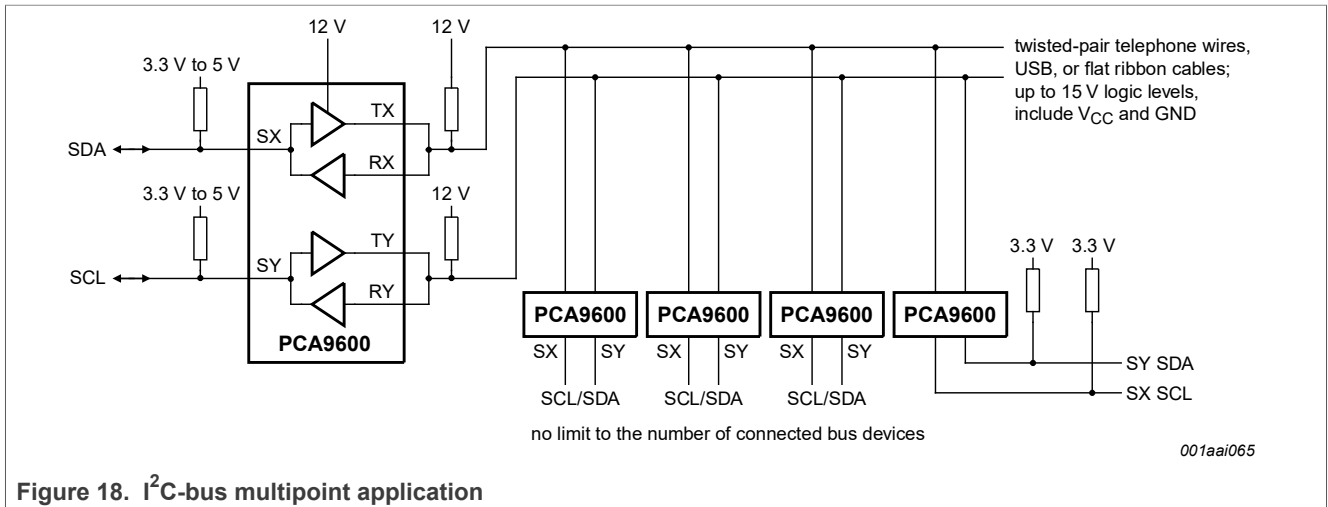 12 V
12 V
3.3 V to 5 V
TX
SX
SDA
RX
3.3 V to 5 V
12 V
TY
SY
SCL
RY
PCA9600
twisted-pair telephone wires,
USB, or flat ribbon cables;
up to 15 V logic levels,
include VCC and GND
3.3 V 3.3 V
PCA9600 PCA9600 PCA9600 PCA9600
SX SY SX SY SX SY
SY SDA
SX SCL
SCL/SDA SCL/SDA SCL/SDA
no limit to the number of connected bus devices
001aai065
Figure 18. I2C-bus multipoint application